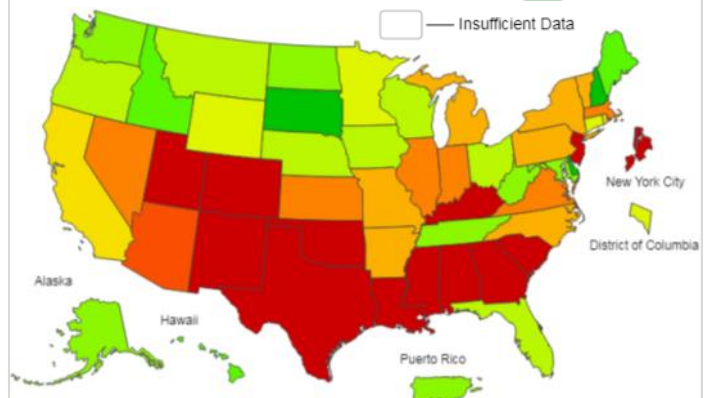 Insufficient Data
New York City
District of Columbia
Alaska
Hawaii
Puerto Rico